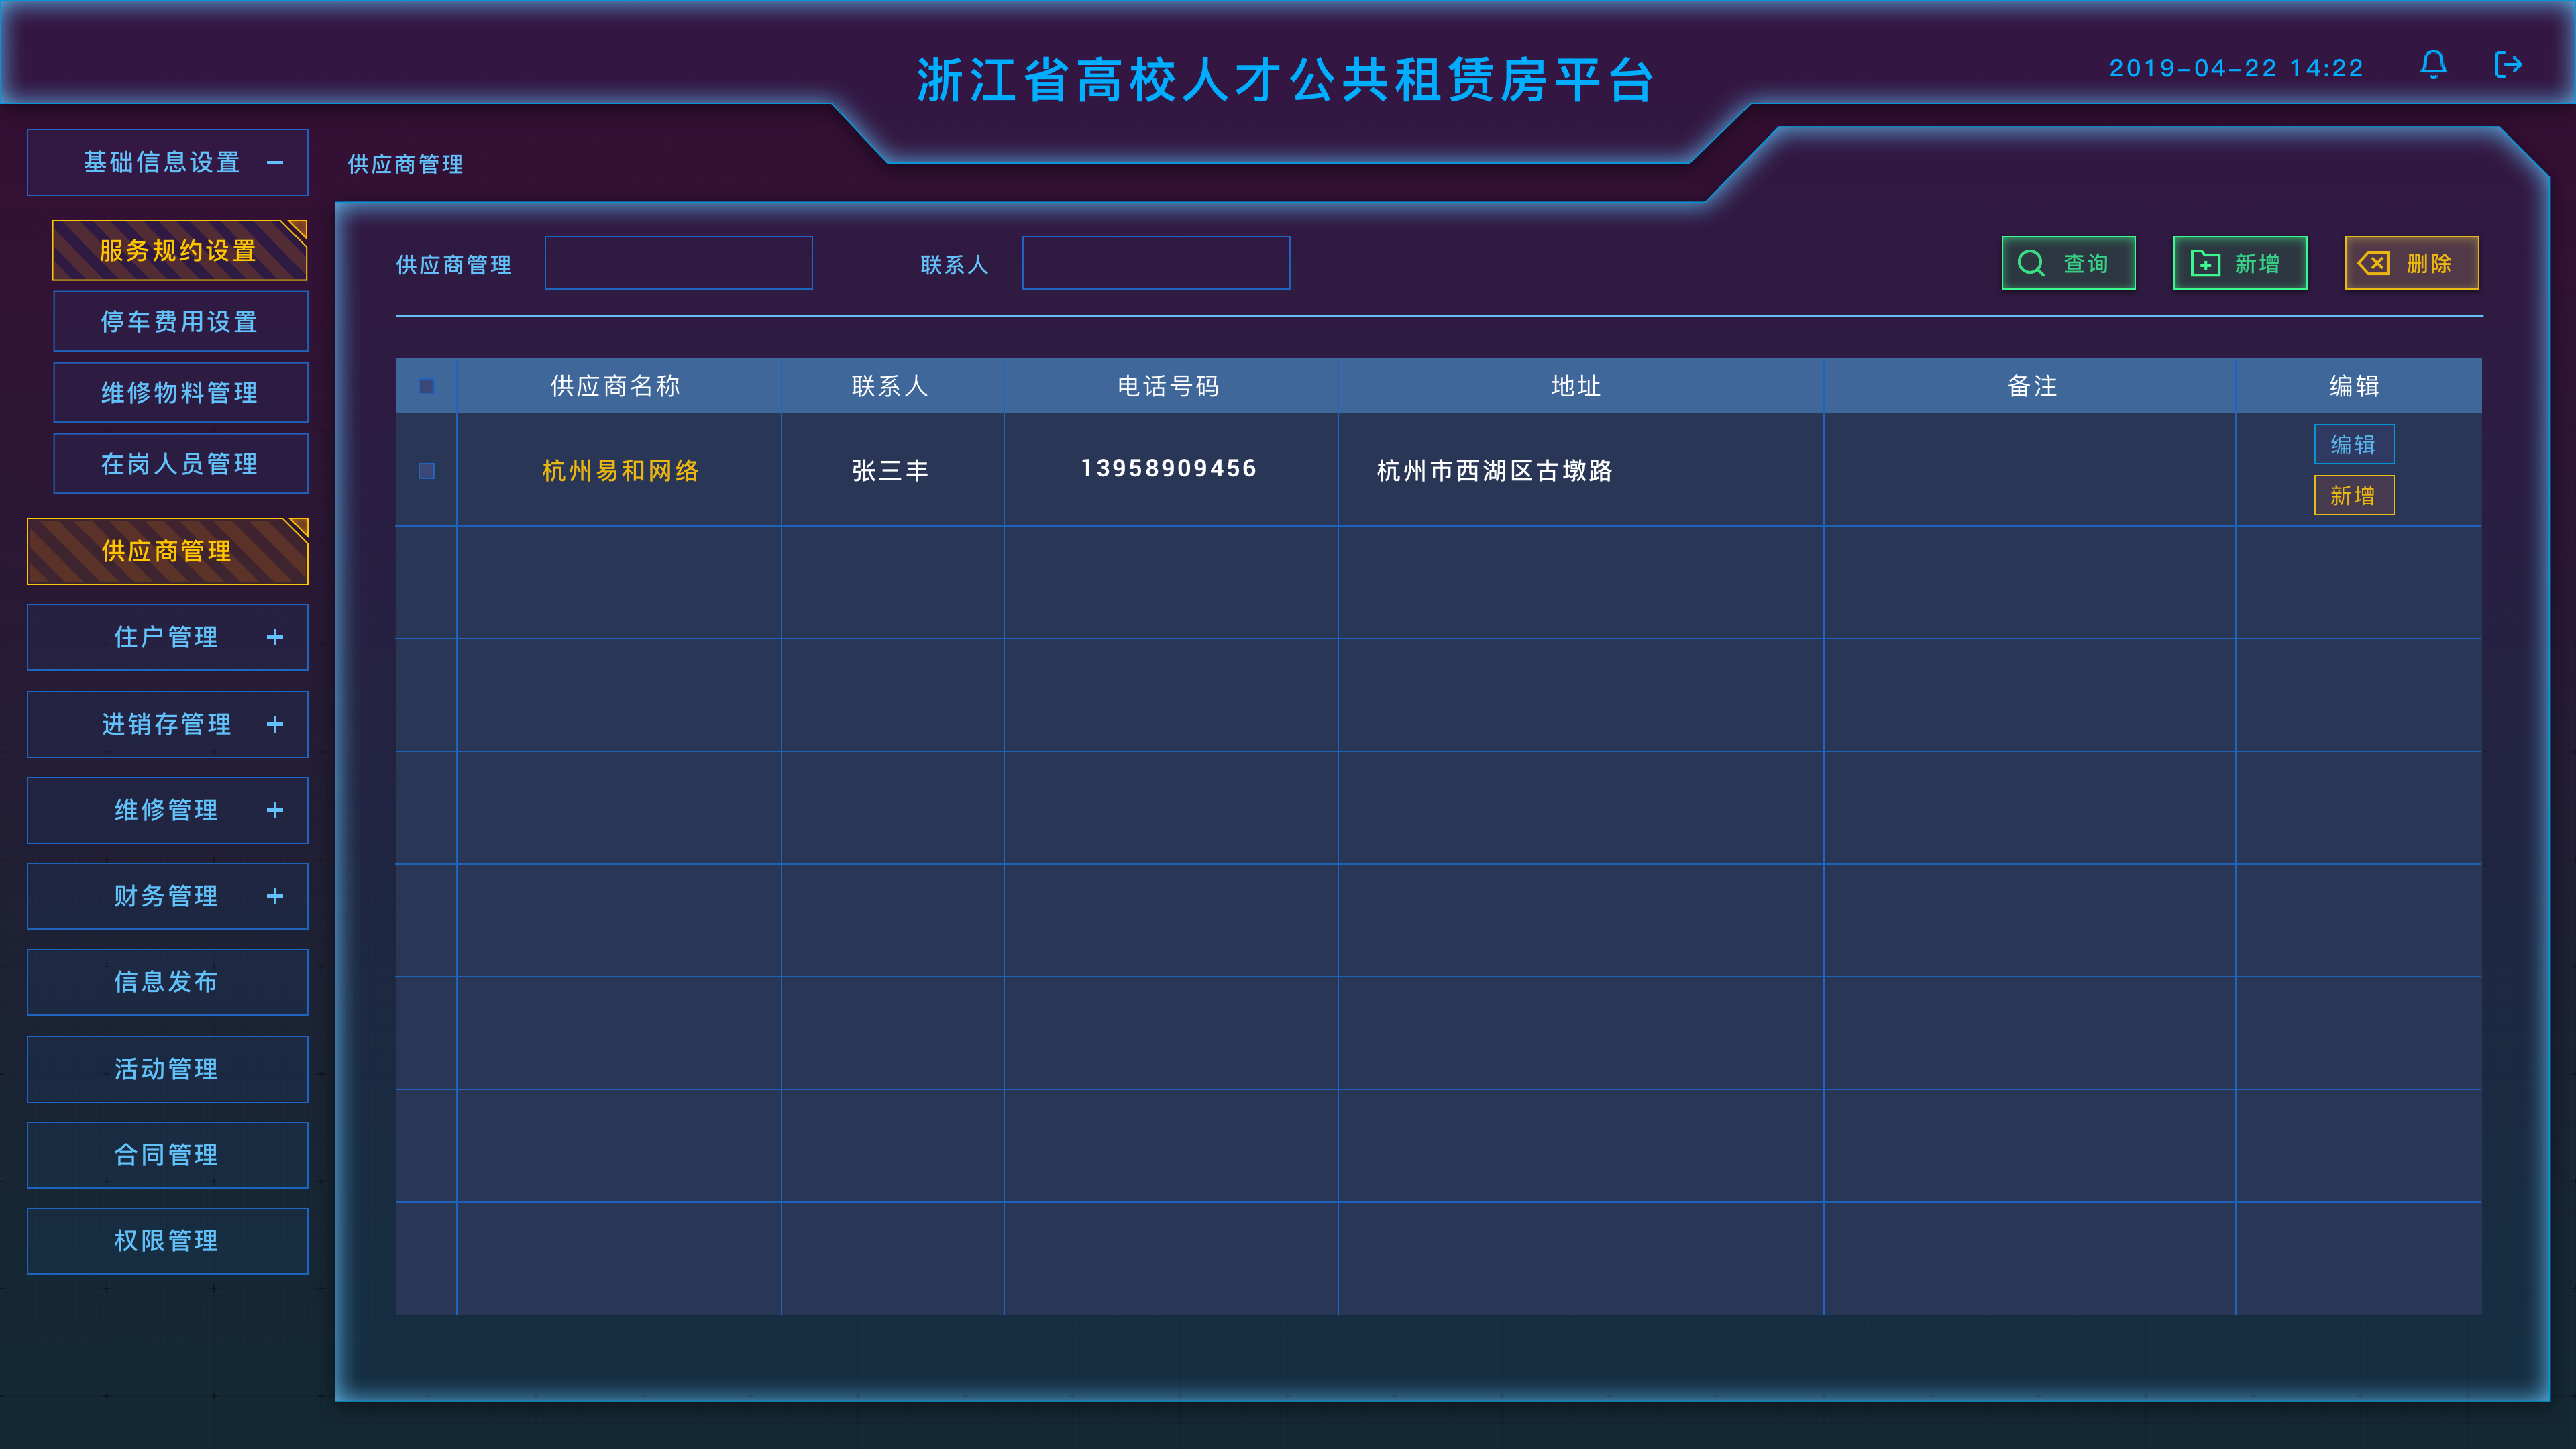 浙江省高校人才公共租赁房平台
2019-04-22 14:22
基础信息设置
服务规约设置
停车费用设置
维修物料管理
在岗人员管理
供应商管理
住户管理
进销存管理
维修管理
财务管理
信息发布
活动管理
合同管理
权限管理
供应商管理
供应商管理 联系人 查询 新增 删除
供应商名称 联系人 电话号码 地址 备注 编辑
杭州易和网络 张三丰 13958909456 杭州市西湖区古墩路 编辑
新增